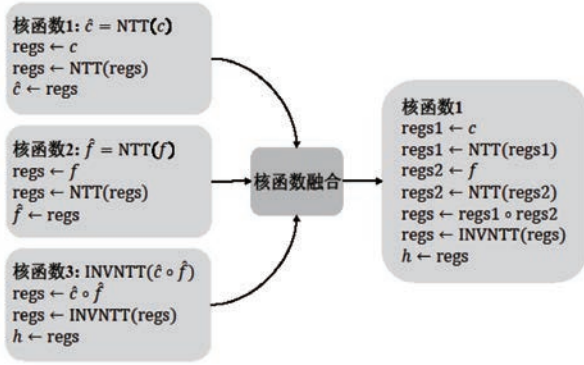 核函数1: ĉ = NTT(c)
regs ← c
regs ← NTT(regs)
ĉ ← regs
核函数2: f̂ = NTT(f)
regs ← f
regs ← NTT(regs)
f̂ ← regs
核函数3: INVNTT(ĉ ∘ f̂)
regs ← ĉ ∘ f̂
regs ← INVNTT(regs)
h ← regs
核函数融合
核函数1
regs1 ← c
regs1 ← NTT(regs1)
regs2 ← f
regs2 ← NTT(regs2)
regs ← regs1 ∘ regs2
regs ← INVNTT(regs)
h ← regs